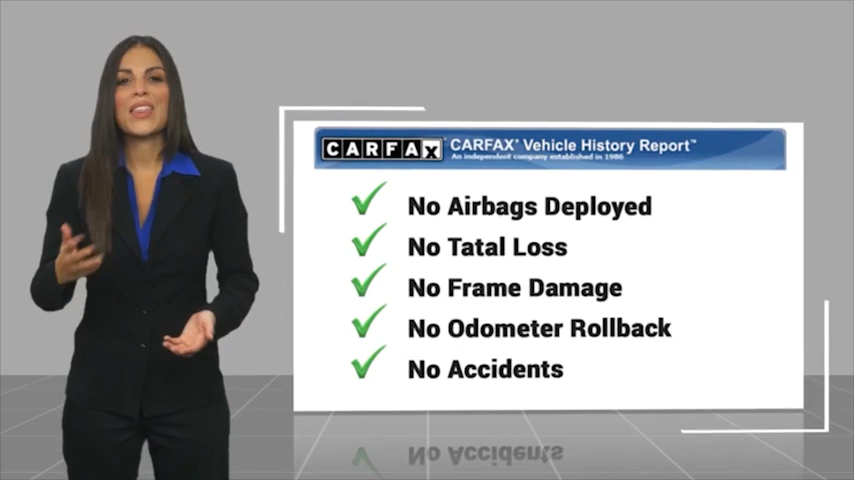 CARFAX CARFAX® Vehicle History Report™
An independent company established in 1986
No Airbags Deployed
No Tatal Loss
No Frame Damage
No Odometer Rollback
No Accidents
No Accidents